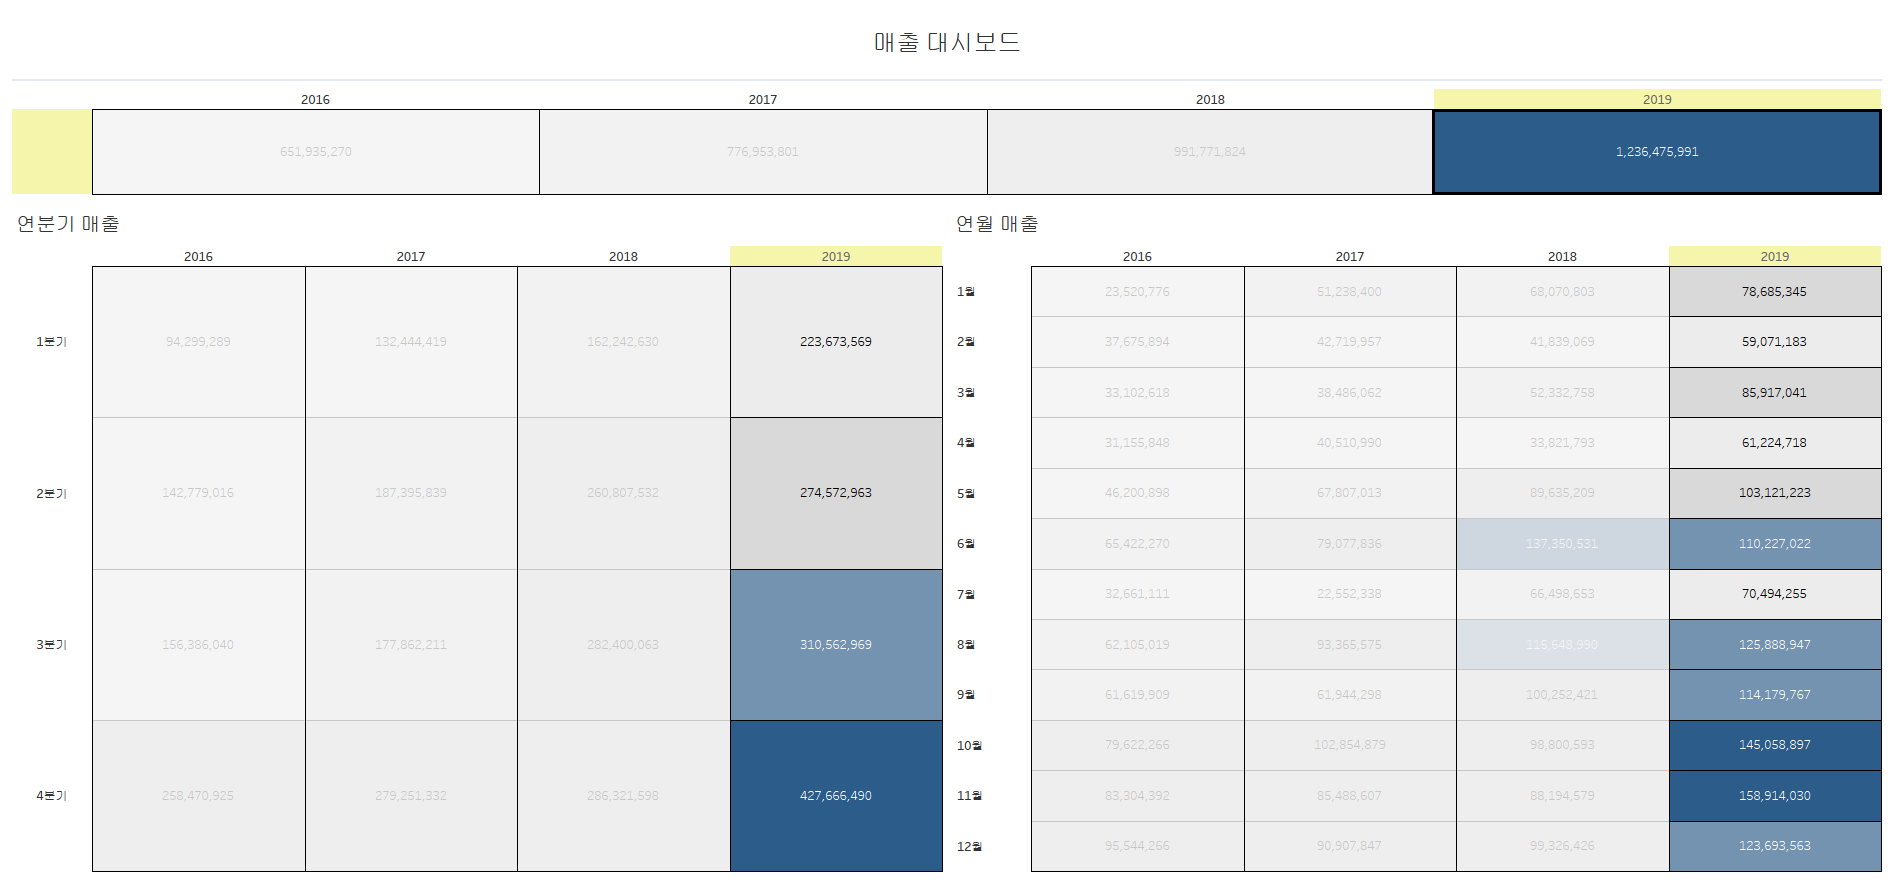 매출 대시보드
2016 2017 2018 2019
651,935,270 776,953,801 991,771,824 1,236,475,991
연분기 매출
2016 2017 2018 2019
1분기 94,299,289 132,444,419 162,242,630 223,673,569
2분기 142,779,016 187,395,839 260,807,532 274,572,963
3분기 156,386,040 177,862,211 282,400,063 310,562,969
4분기 258,470,925 279,251,332 286,321,598 427,666,490
연월 매출
2016 2017 2018 2019
1월 23,520,776 51,238,400 68,070,803 78,685,345
2월 37,675,894 42,719,957 41,839,069 59,071,183
3월 33,102,618 38,486,062 52,332,758 85,917,041
4월 31,155,848 40,510,990 33,821,793 61,224,718
5월 46,200,898 67,807,013 89,635,209 103,121,223
6월 65,422,270 79,077,836 137,350,531 110,227,022
7월 32,661,111 22,552,338 66,498,653 70,494,255
8월 62,105,019 93,365,575 115,648,990 125,888,947
9월 61,619,909 61,944,298 100,252,421 114,179,767
10월 79,622,266 102,854,879 98,800,593 145,058,897
11월 83,304,392 85,488,607 88,194,579 158,914,030
12월 95,544,266 90,907,847 99,326,426 123,693,563